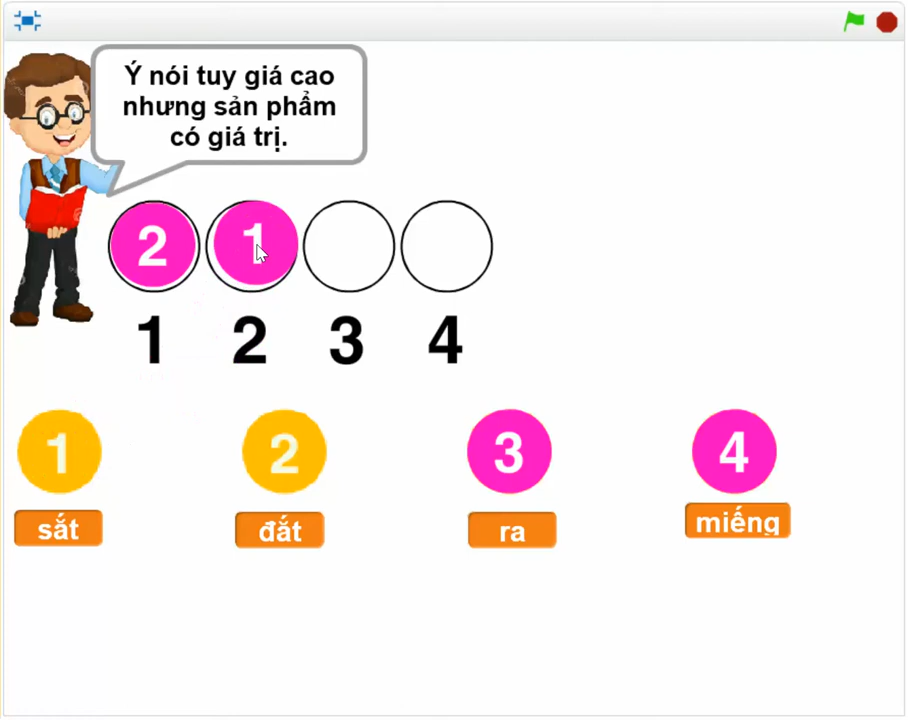 Ý nói tuy giá cao
nhưng sản phẩm
có giá trị.
2 1
1 2 3 4
1 2 3 4
sắt đắt ra miếng